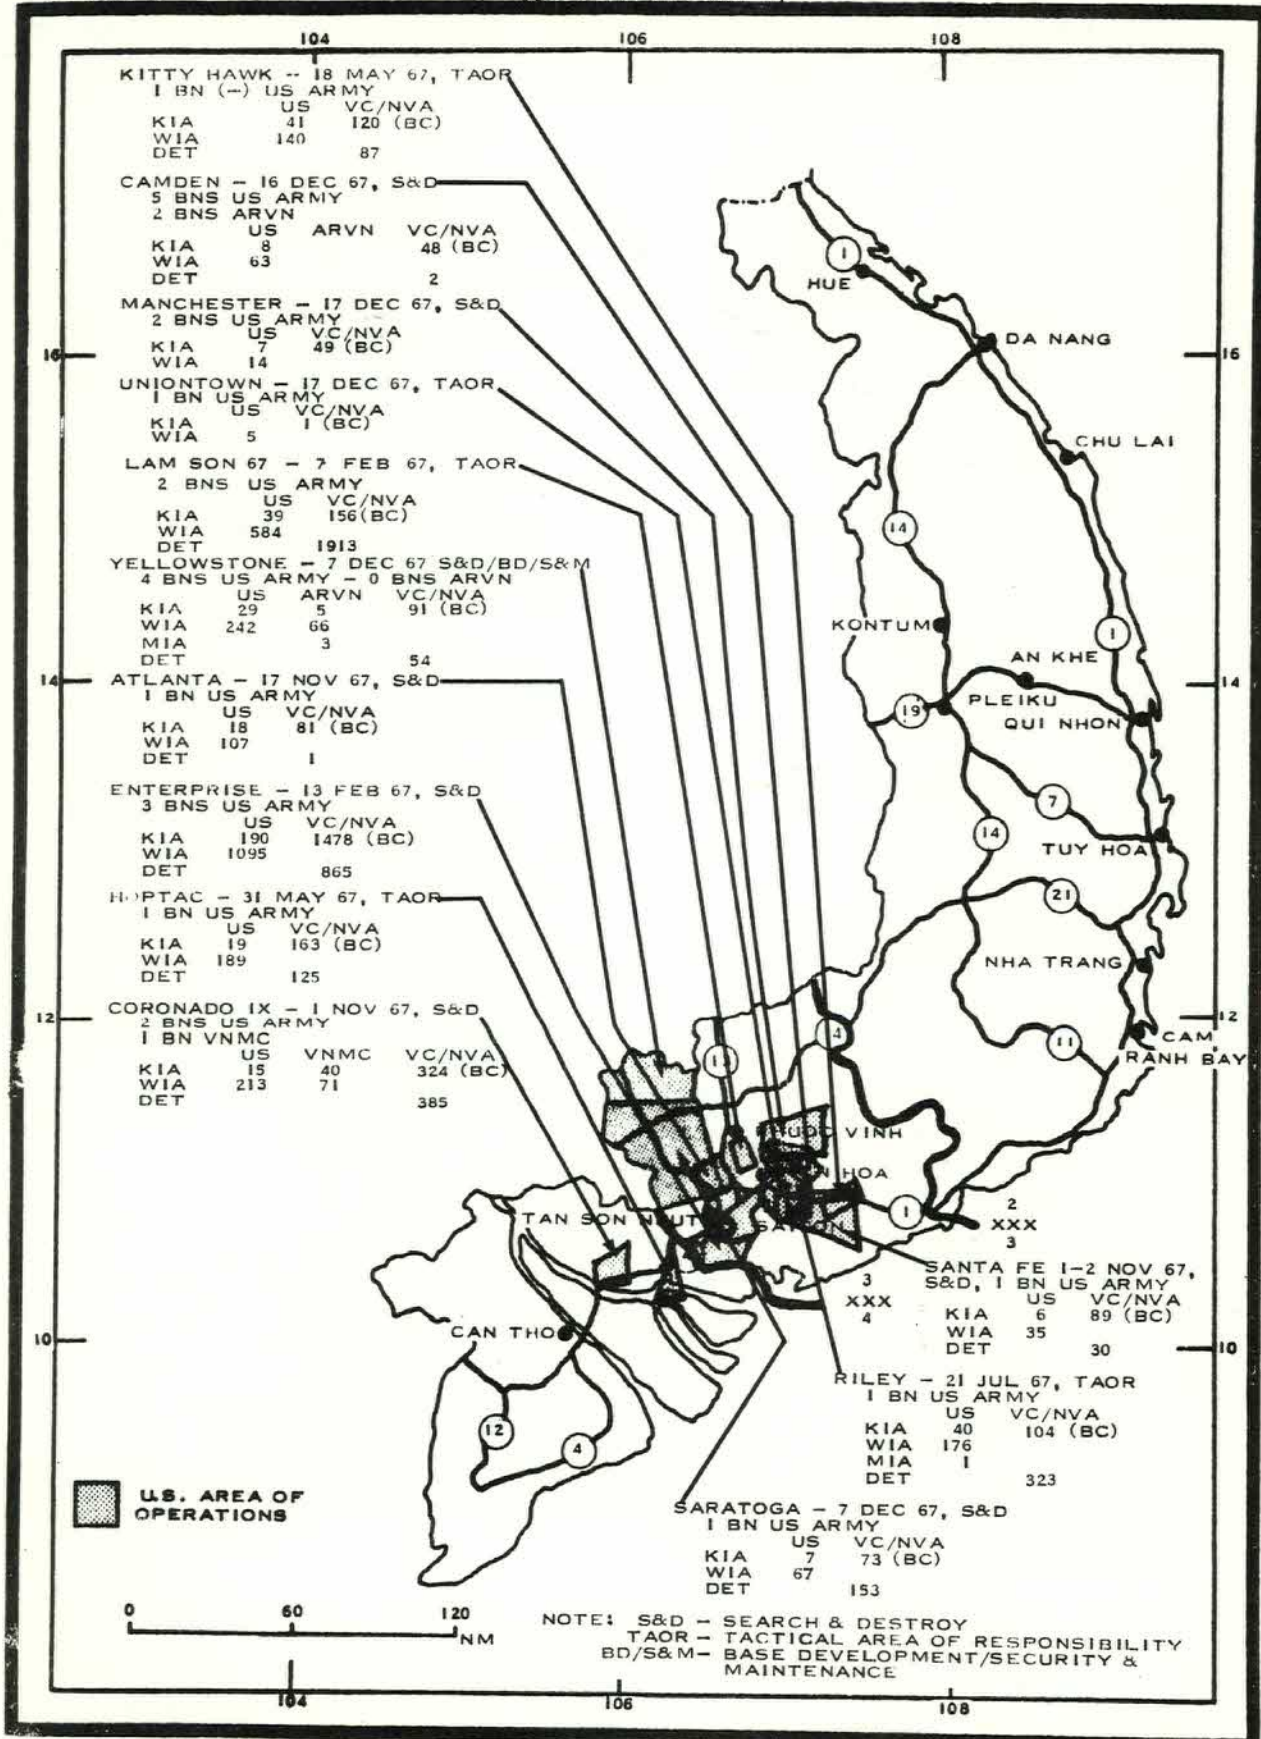 104 106 108
KITTY HAWK -- 18 MAY 67, TAOR
1 BN (-) US ARMY
US VC/NVA
KIA 41 120 (BC)
WIA 140
DET 87
CAMDEN - 16 DEC 67, S&D
5 BNS US ARMY
2 BNS ARVN
US ARVN VC/NVA
KIA 8 48 (BC)
WIA 63
DET 2
MANCHESTER - 17 DEC 67, S&D
2 BNS US ARMY
US VC/NVA
KIA 7 49 (BC)
WIA 14
UNIONTOWN - 17 DEC 67, TAOR
1 BN US ARMY
US VC/NVA
KIA 1 (BC)
WIA 5
LAM SON 67 - 7 FEB 67, TAOR
2 BNS US ARMY
US VC/NVA
KIA 39 156(BC)
WIA 584
DET 1913
YELLOWSTONE - 7 DEC 67 S&D/BD/S&M
4 BNS US ARMY - 0 BNS ARVN
US ARVN VC/NVA
KIA 29 5 91 (BC)
WIA 242 66
MIA 3
DET 54
ATLANTA - 17 NOV 67, S&D
1 BN US ARMY
US VC/NVA
KIA 18 81 (BC)
WIA 107
DET 1
ENTERPRISE - 13 FEB 67, S&D
3 BNS US ARMY
US VC/NVA
KIA 190 1478 (BC)
WIA 1095
DET 865
HOPTAC - 31 MAY 67, TAOR
1 BN US ARMY
US VC/NVA
KIA 19 163 (BC)
WIA 189
DET 125
CORONADO IX - 1 NOV 67, S&D
2 BNS US ARMY
1 BN VNMC
US VNMC VC/NVA
KIA 15 40 324 (BC)
WIA 213 71
DET 385
16
14
12
10
1
HUE
DA NANG
16
CHU LAI
14
KONTUM
1
AN KHE
14
19
PLEIKU
QUI NHON
7
14
TUY HOA
21
NHA TRANG
12
CAM
RANH BAY
11
13
VINH
HOA
TAN SON
1
2
XXX
3
3
XXX
4
CAN THO
12
4
SANTA FE 1-2 NOV 67,
S&D, 1 BN US ARMY
US VC/NVA
KIA 6 89 (BC)
WIA 35
DET 30
10
RILEY - 21 JUL 67, TAOR
1 BN US ARMY
US VC/NVA
KIA 40 104 (BC)
WIA 176
MIA 1
DET 323
SARATOGA - 7 DEC 67, S&D
1 BN US ARMY
US VC/NVA
KIA 7 73 (BC)
WIA 67
DET 153
U.S. AREA OF
OPERATIONS
0 60 120
NM
NOTE: S&D - SEARCH & DESTROY
TAOR - TACTICAL AREA OF RESPONSIBILITY
BD/S&M- BASE DEVELOPMENT/SECURITY &
MAINTENANCE
104 106 108